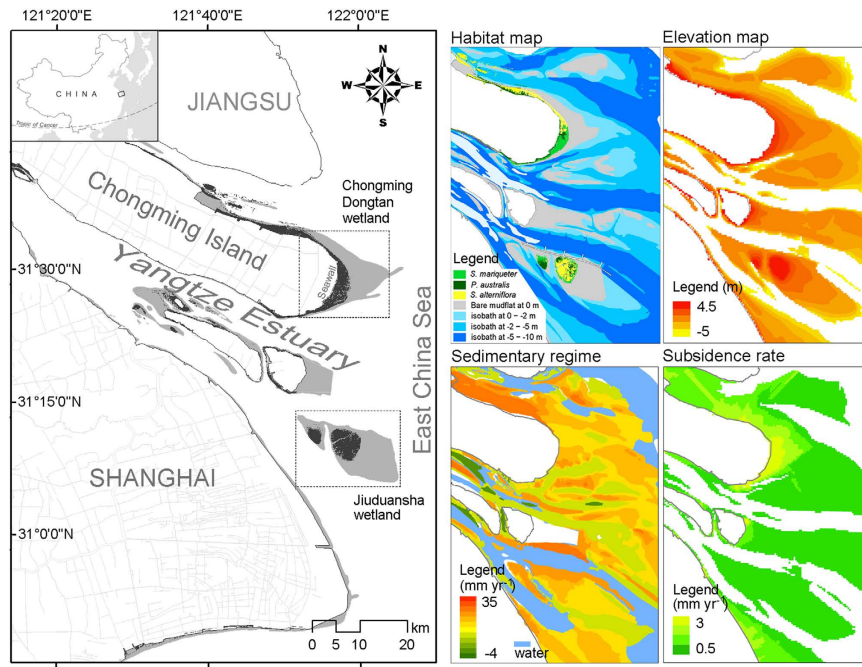 121°20'0"E
121°40'0"E
122°0'0"E
CHINA
Tropic of Cancer
JIANGSU
N
W
E
S
Chongming Island
Chongming
Dongtan
wetland
Seawall
31°30'0"N
Yangtze Estuary
East China Sea
31°15'0"N
SHANGHAI
Jiuduansha
wetland
31°0'0"N
0 5 10 20
km
Habitat map
Legend
S. mariqueter
P. australis
S. alterniflora
Bare mudflat at 0 m
isobath at 0 – -2 m
isobath at -2 – -5 m
isobath at -5 – -10 m
Elevation map
Legend (m)
4.5
-5
Sedimentary regime
Legend
(mm yr-1)
35
-4
water
Subsidence rate
Legend
(mm yr-1)
3
0.5